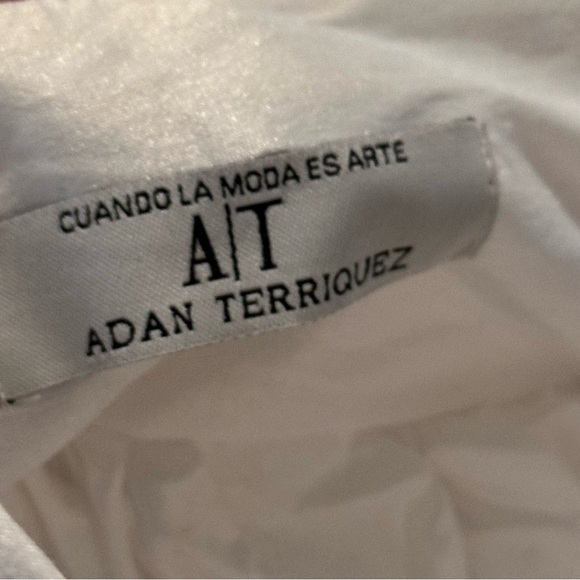 CUANDO LA MODA ES ARTE
A|T
ADAN TERRIQUEZ